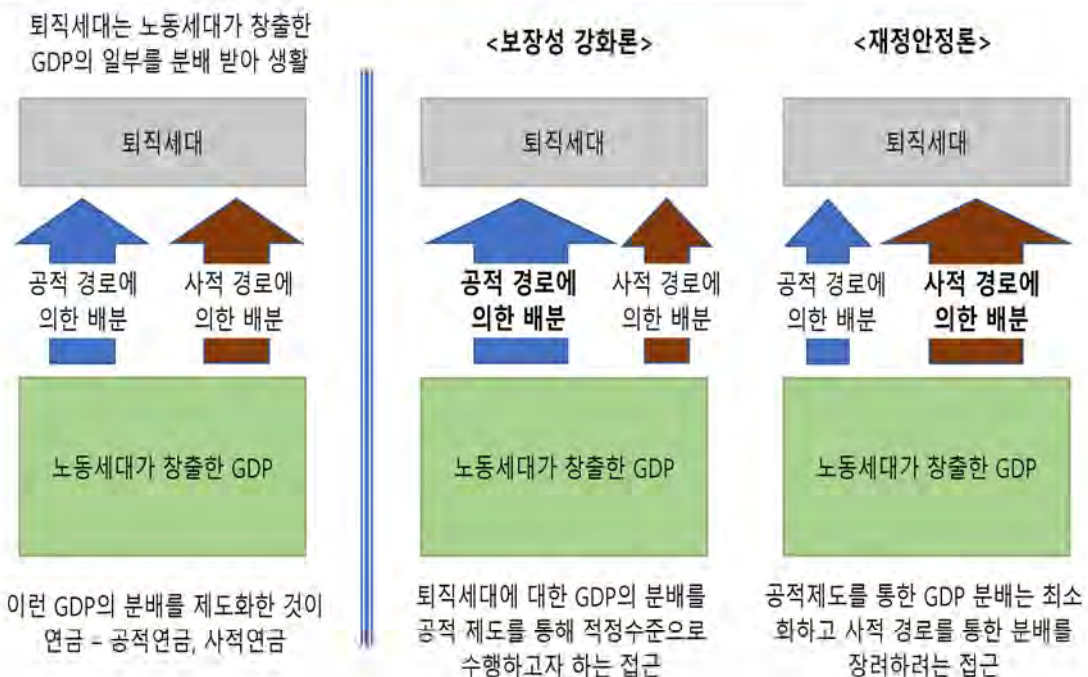 퇴직세대는 노동세대가 창출한
GDP의 일부를 분배 받아 생활
퇴직세대
공적 경로에
의한 배분
사적 경로에
의한 배분
노동세대가 창출한 GDP
이런 GDP의 분배를 제도화한 것이
연금 – 공적연금, 사적연금
<보장성 강화론>
퇴직세대
공적 경로에
의한 배분
사적 경로에
의한 배분
노동세대가 창출한 GDP
퇴직세대에 대한 GDP의 분배를
공적 제도를 통해 적정수준으로
수행하고자 하는 접근
<재정안정론>
퇴직세대
공적 경로에
의한 배분
사적 경로에
의한 배분
노동세대가 창출한 GDP
공적제도를 통한 GDP 분배는 최소
화하고 사적 경로를 통한 분배를
장려하려는 접근